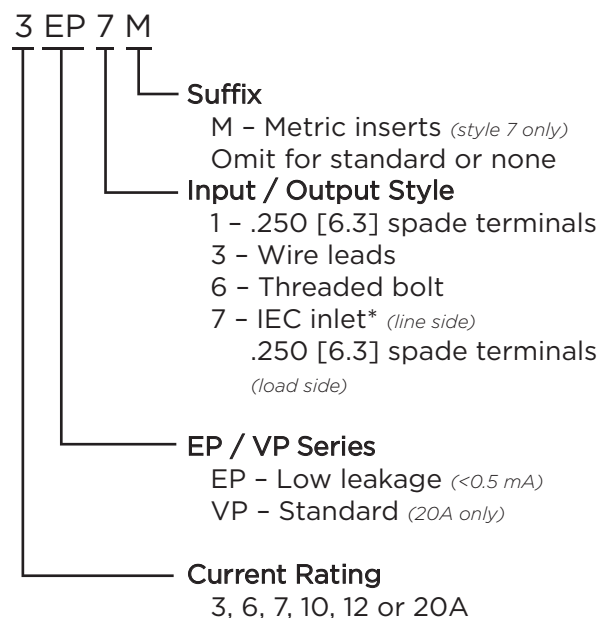 3 EP 7 M
Suffix
M – Metric inserts (style 7 only)
Omit for standard or none
Input / Output Style
1 – .250 [6.3] spade terminals
3 – Wire leads
6 – Threaded bolt
7 – IEC inlet* (line side)
.250 [6.3] spade terminals
(load side)
EP / VP Series
EP – Low leakage (<0.5 mA)
VP – Standard (20A only)
Current Rating
3, 6, 7, 10, 12 or 20A